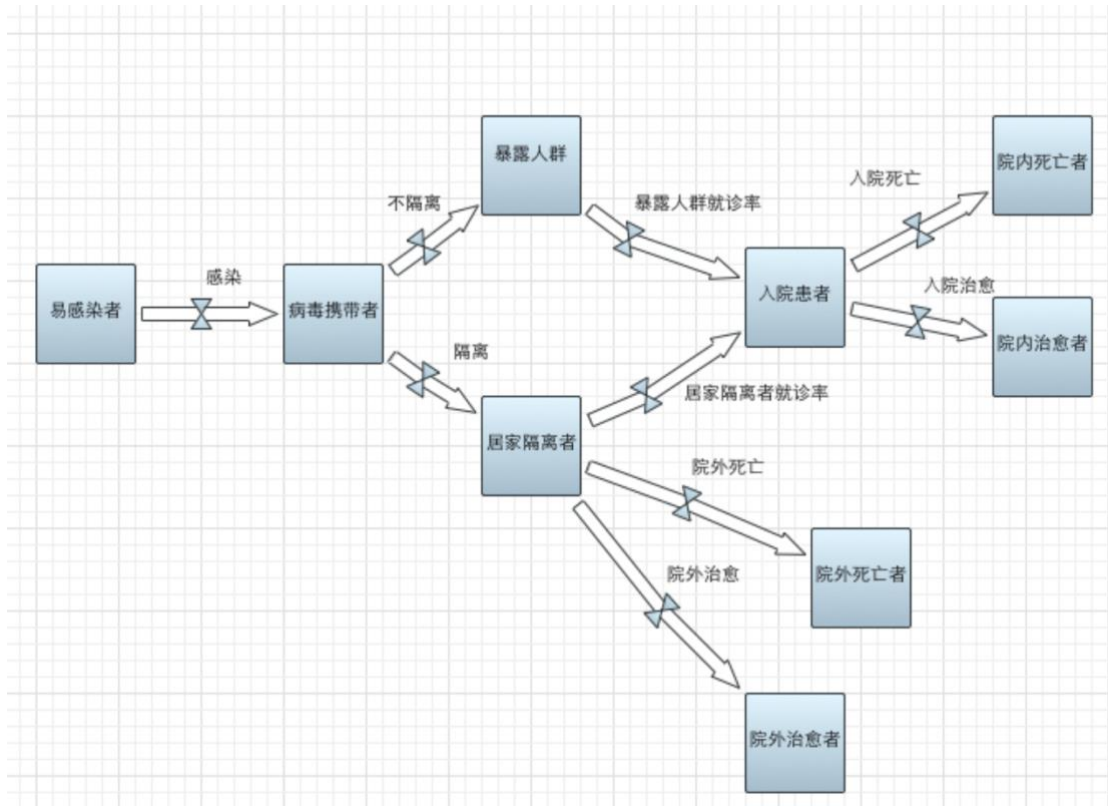 暴露人群
院内死亡者
入院死亡
不隔离
暴露人群就诊率
感染
入院治愈
入院患者
易感染者
病毒携带者
院内治愈者
隔离
居家隔离者就诊率
居家隔离者
院外死亡
院外治愈
院外死亡者
院外治愈者